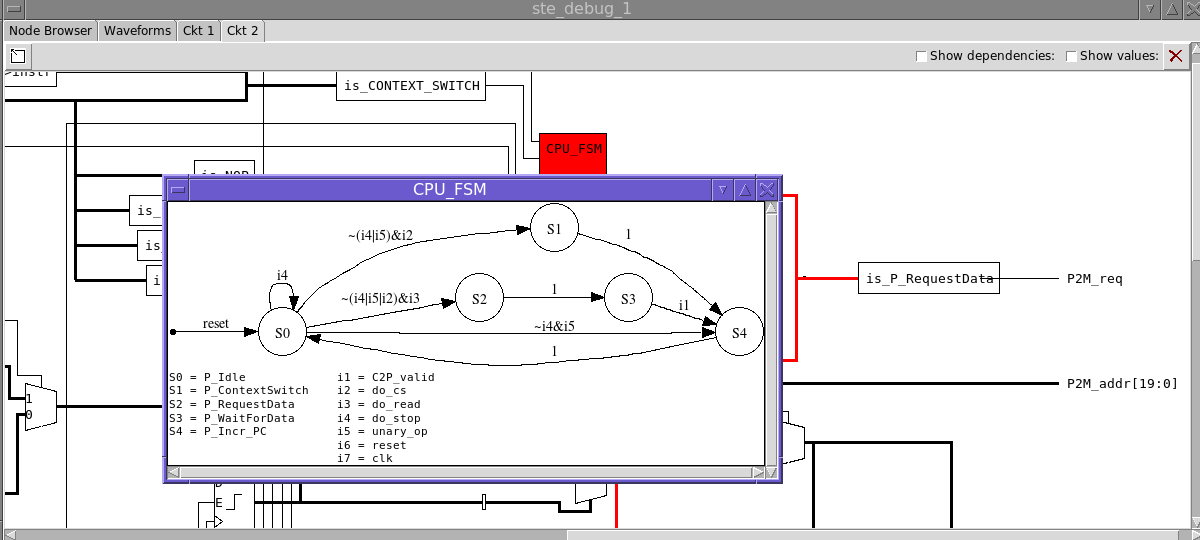 ste_debug_1
Node Browser
Waveforms
Ckt 1
Ckt 2
Show dependencies:
Show values:
is_CONTEXT_SWITCH
CPU_FSM
CPU_FSM
~(i4|i5)&i2
S1
1
i4
~(i4|i5|i2)&i3
S2
1
S3
i1
reset
S0
~i4&i5
S4
1
S0 = P_Idle
S1 = P_ContextSwitch
S2 = P_RequestData
S3 = P_WaitForData
S4 = P_Incr_PC
i1 = C2P_valid
i2 = do_cs
i3 = do_read
i4 = do_stop
i5 = unary_op
i6 = reset
i7 = clk
is_
is_
i
is_P_RequestData
P2M_req
P2M_addr[19:0]
1
0
E